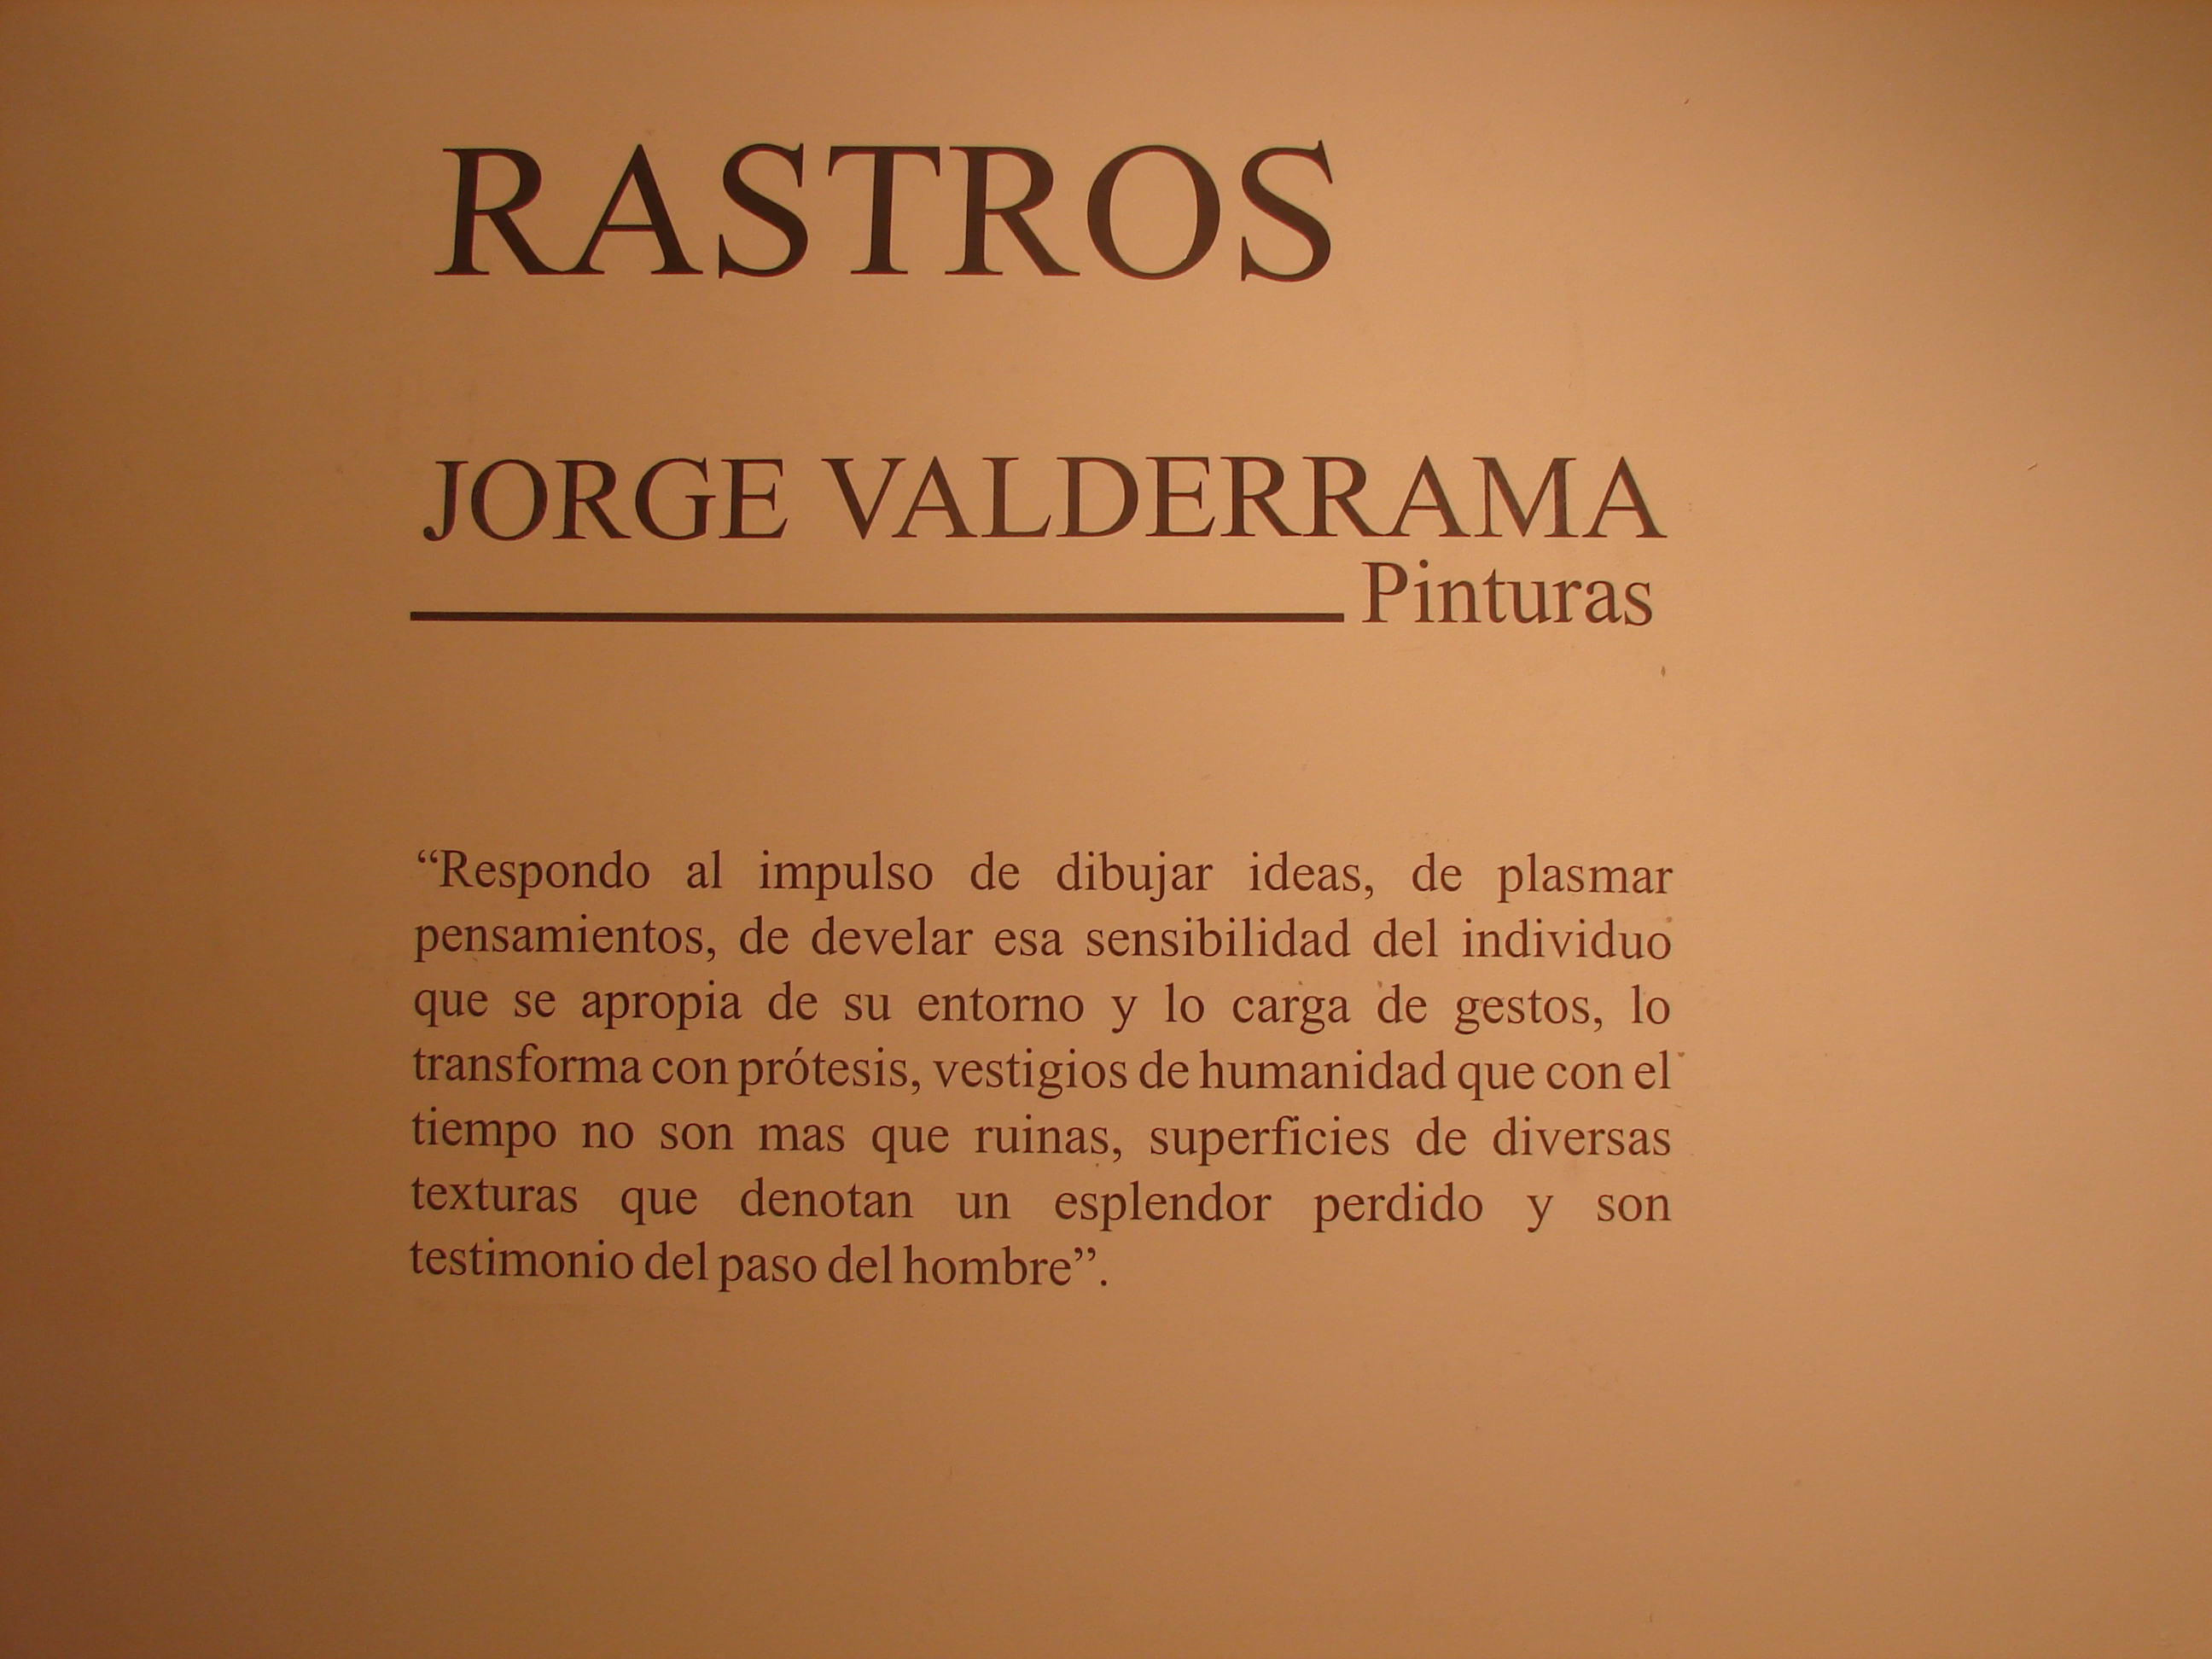 RASTROS
JORGE VALDERRAMA
Pinturas
“Respondo al impulso de dibujar ideas, de plasmar
pensamientos, de develar esa sensibilidad del individuo
que se apropia de su entorno y lo carga de gestos, lo
transforma con prótesis, vestigios de humanidad que con el
tiempo no son mas que ruinas, superficies de diversas
texturas que denotan un esplendor perdido y son
testimonio del paso del hombre”.